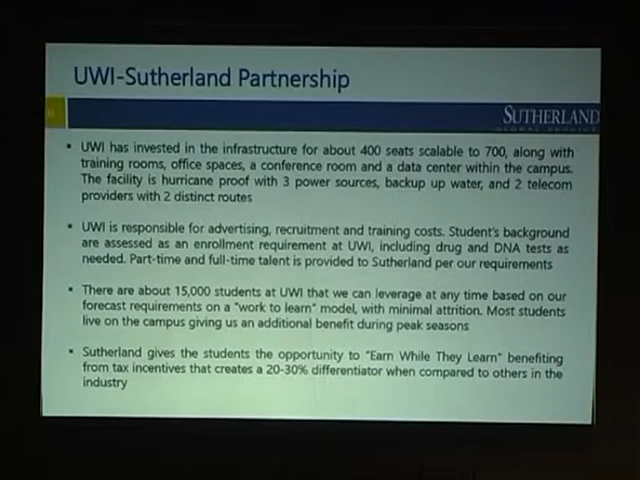 UWI-Sutherland Partnership
SUTHERLAND
GLOBAL SERVICES
▪ UWI has invested in the infrastructure for about 400 seats scalable to 700, along with
training rooms, office spaces, a conference room and a data center within the campus.
The facility is hurricane proof with 3 power sources, backup up water, and 2 telecom
providers with 2 distinct routes
▪ UWI is responsible for advertising, recruitment and training costs. Student's background
are assessed as an enrollment requirement at UWI, including drug and DNA tests as
needed. Part-time and full-time talent is provided to Sutherland per our requirements
▪ There are about 15,000 students at UWI that we can leverage at any time based on our
forecast requirements on a "work to learn" model, with minimal attrition. Most students
live on the campus giving us an additional benefit during peak seasons
▪ Sutherland gives the students the opportunity to "Earn While They Learn" benefiting
from tax incentives that creates a 20-30% differentiator when compared to others in the
industry